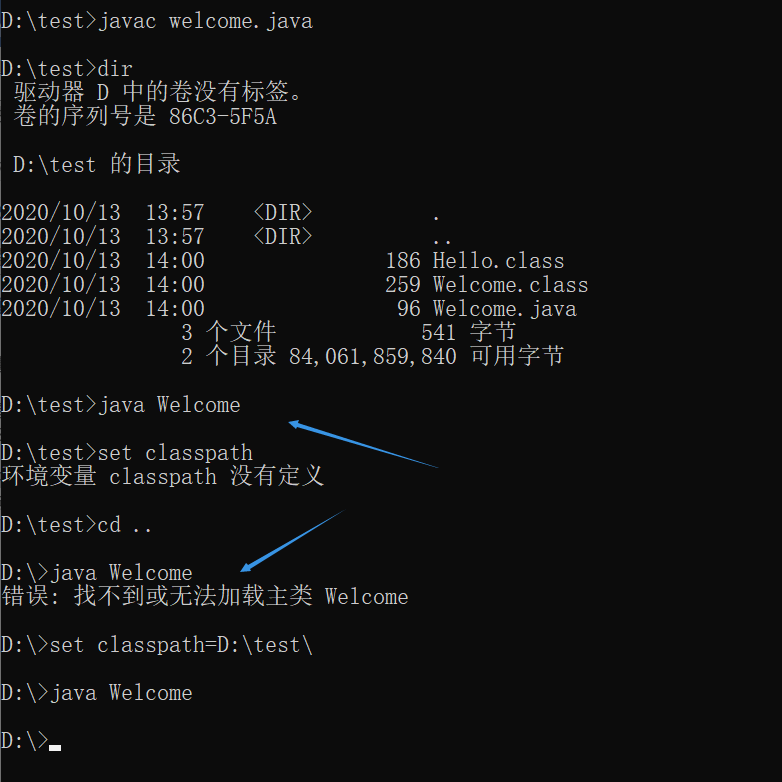 D:\test>javac welcome.java
D:\test>dir
驱动器 D 中的卷没有标签。
卷的序列号是 86C3-5F5A
D:\test 的目录
2020/10/13  13:57    <DIR>          .
2020/10/13  13:57    <DIR>          ..
2020/10/13  14:00               186 Hello.class
2020/10/13  14:00               259 Welcome.class
2020/10/13  14:00                96 Welcome.java
3 个文件            541 字节
2 个目录 84,061,859,840 可用字节
D:\test>java Welcome
D:\test>set classpath
环境变量 classpath 没有定义
D:\test>cd ..
D:\>java Welcome
错误: 找不到或无法加载主类 Welcome
D:\>set classpath=D:\test\
D:\>java Welcome
D:\>